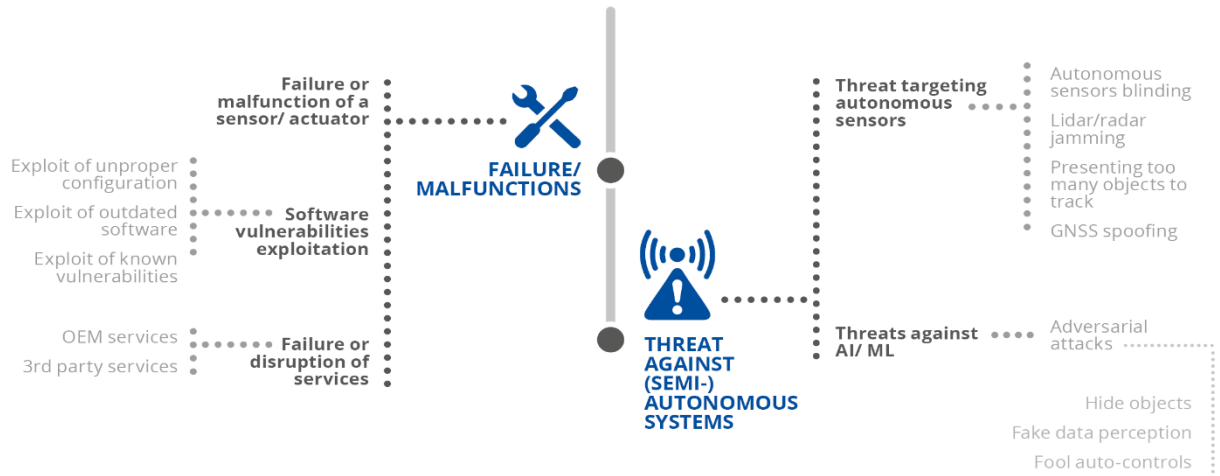 Failure or
malfunction of a
sensor/ actuator
FAILURE/
MALFUNCTIONS
Exploit of unproper
configuration
Exploit of outdated
software
Exploit of known
vulnerabilities
Software
vulnerabilities
exploitation
OEM services
3rd party services
Failure or
disruption of
services
THREAT
AGAINST
(SEMI-)
AUTONOMOUS
SYSTEMS
Threat targeting
autonomous
sensors
Autonomous
sensors blinding
Lidar/radar
jamming
Presenting too
many objects to
track
GNSS spoofing
Threats against
AI/ ML
Adversarial
attacks
Hide objects
Fake data perception
Fool auto-controls